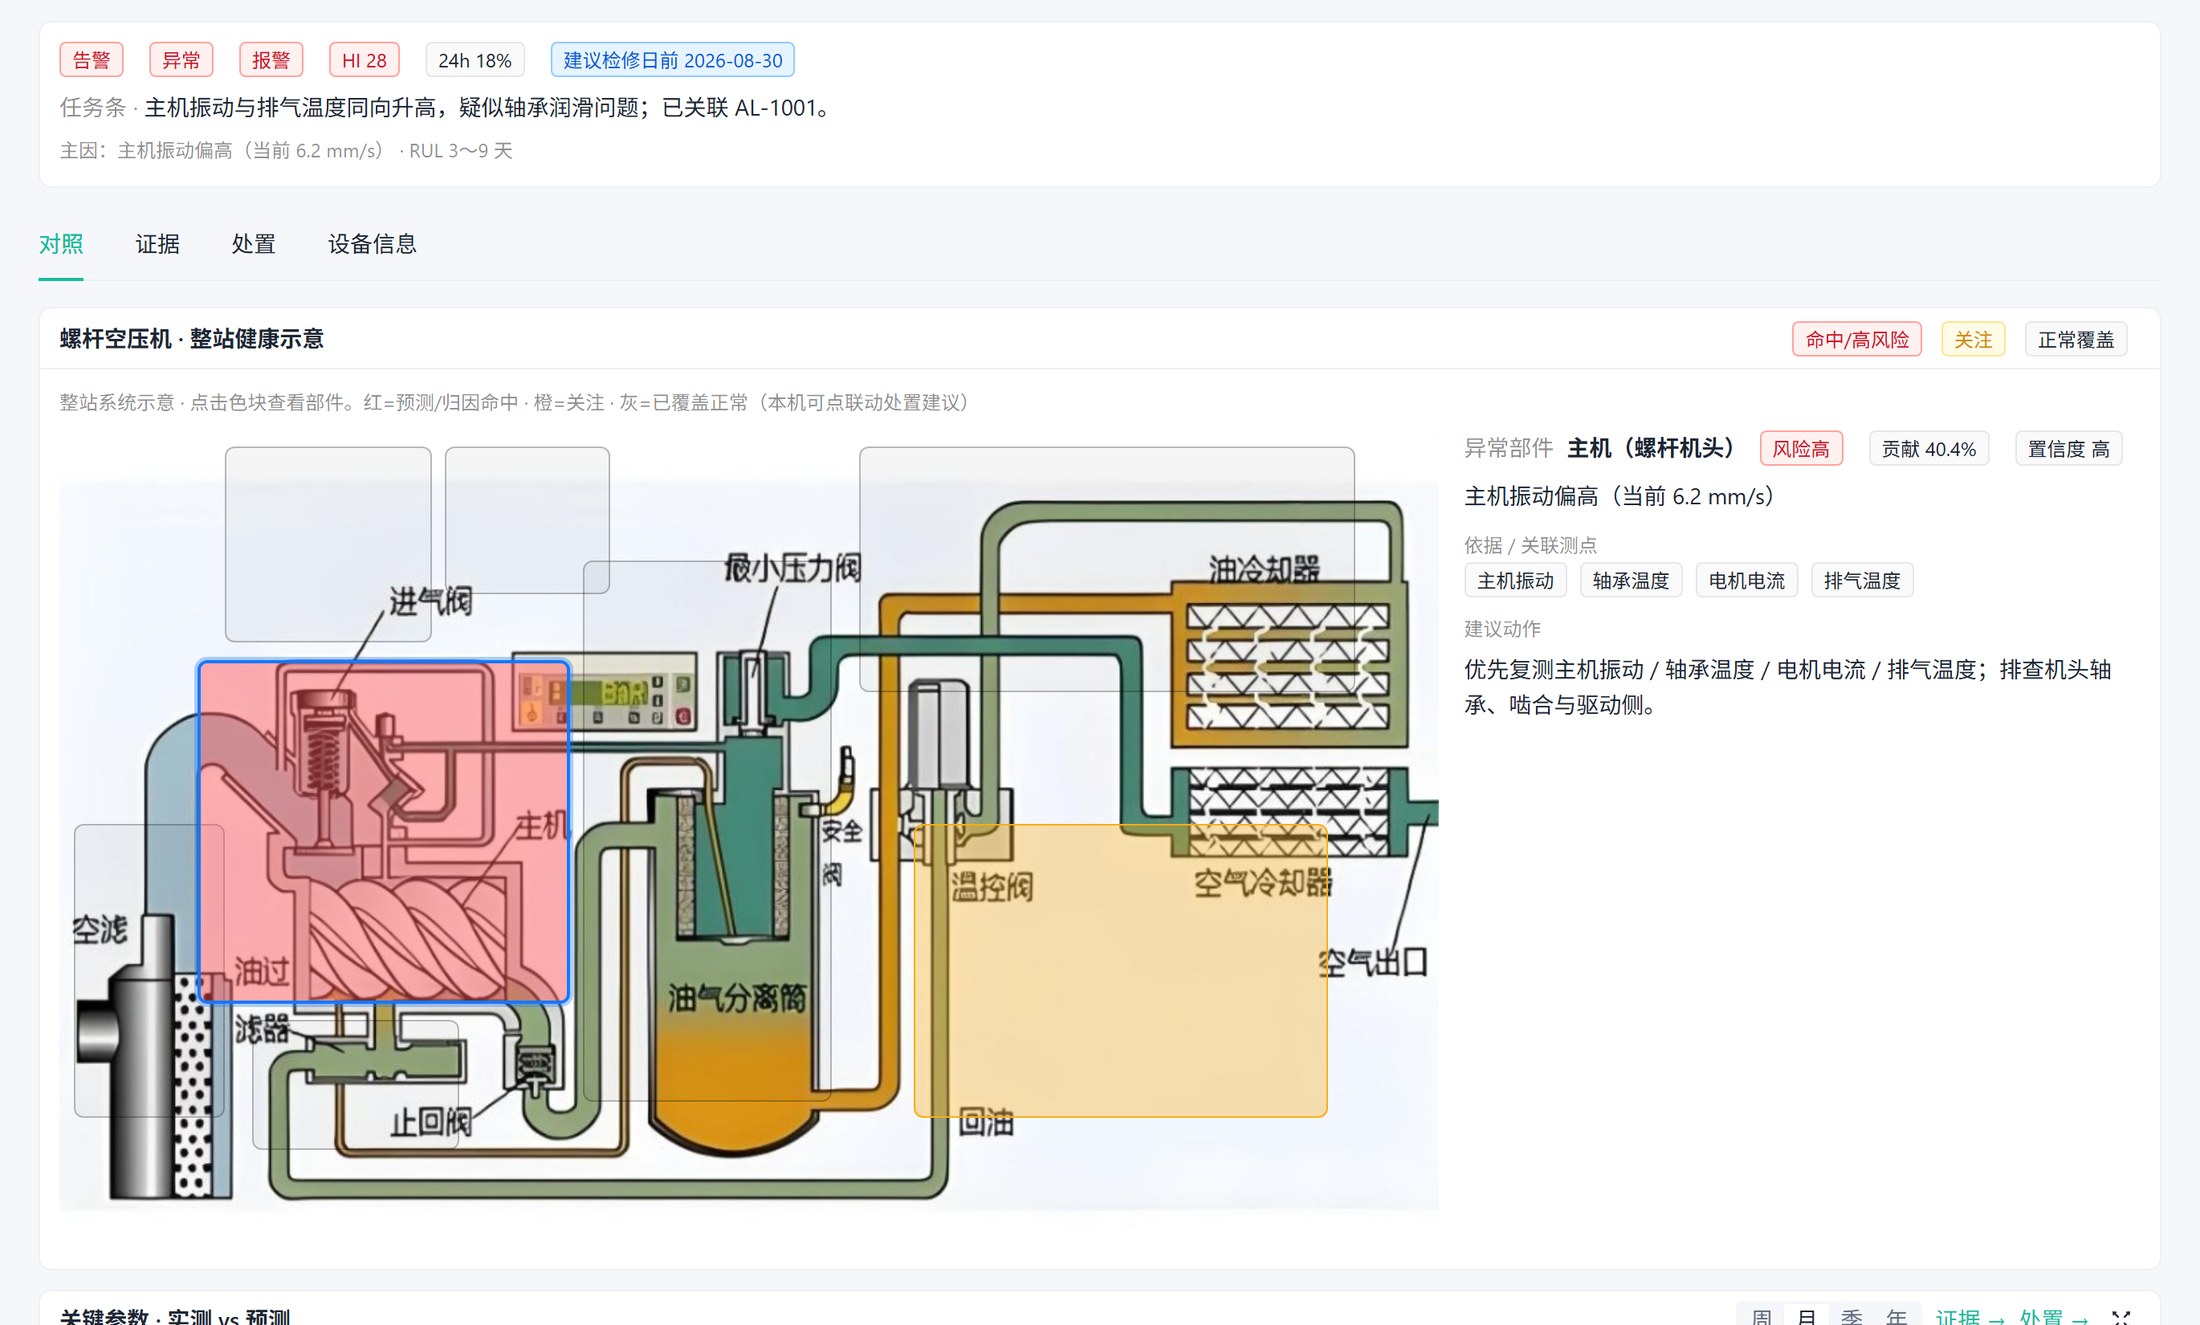 告警 异常 报警 HI 28 24h 18% 建议检修日前 2026-08-30
任务条 · 主机振动与排气温度同向升高，疑似轴承润滑问题；已关联 AL-1001。
主因：主机振动偏高（当前 6.2 mm/s） · RUL 3～9 天
对照 证据 处置 设备信息
螺杆空压机 · 整站健康示意 命中/高风险 关注 正常覆盖
整站系统示意 · 点击色块查看部件。红=预测/归因命中 · 橙=关注 · 灰=已覆盖正常（本机可点联动处置建议）
进气阀
最小压力阀
油冷却器
主机
安全
阀
温控阀
空气冷却器
空滤
油过
滤器
油气分离筒
空气出口
止回阀
回油
异常部件 主机（螺杆机头） 风险高 贡献 40.4% 置信度 高
主机振动偏高（当前 6.2 mm/s）
依据 / 关联测点
主机振动 轴承温度 电机电流 排气温度
建议动作
优先复测主机振动 / 轴承温度 / 电机电流 / 排气温度；排查机头轴
承、啮合与驱动侧。
关键参数 · 实测 vs 预测 周 月 季 年 证据 → 处置 →